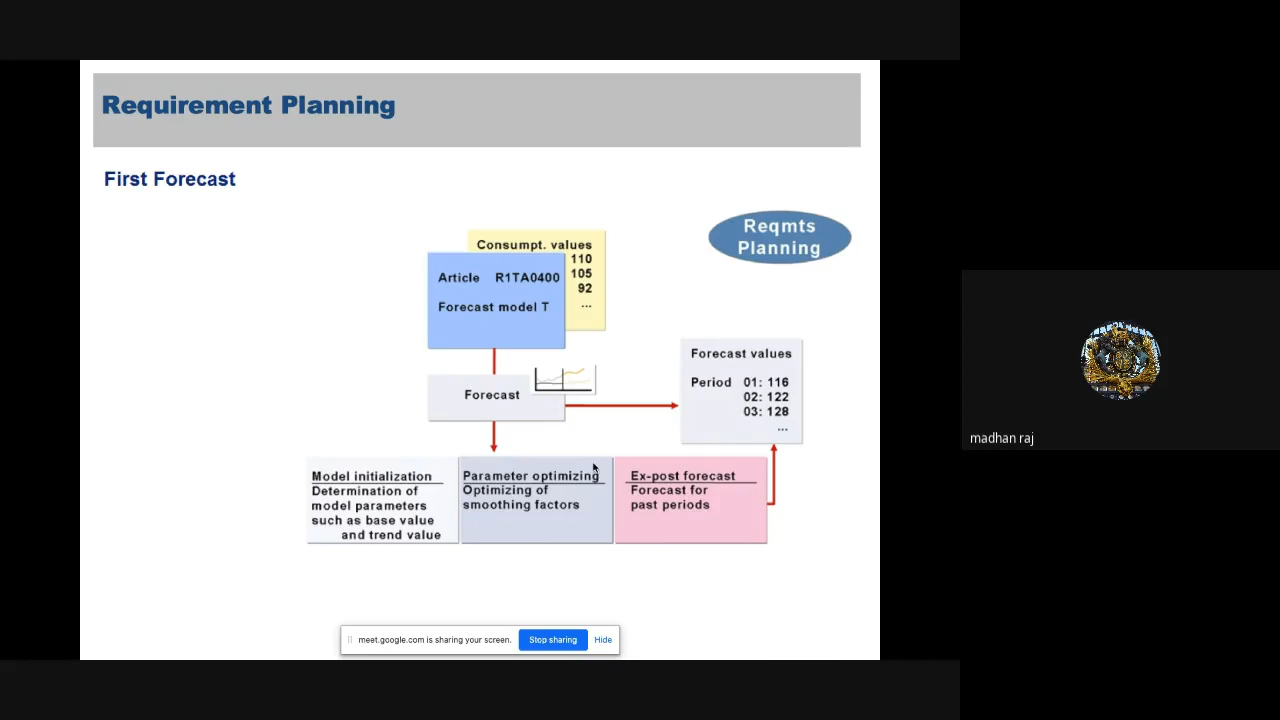 Requirement Planning
First Forecast
Reqmts
Planning
Consumpt. values
110
105
92
...
Article R1TA0400
Forecast model T
Forecast
Forecast values
Period 01: 116
02: 122
03: 128
...
Model initialization
Determination of
model parameters
such as base value
and trend value
Parameter optimizing
Optimizing of
smoothing factors
Ex-post forecast
Forecast for
past periods
madhan raj
meet.google.com is sharing your screen. Stop sharing Hide